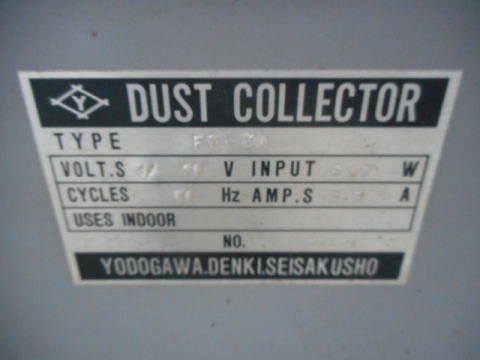 Y DUST COLLECTOR
TYPE
VOLT.S V INPUT W
CYCLES Hz AMP.S A
USES INDOOR
NO.
YODOGAWA.DENKI.SEISAKUSHO